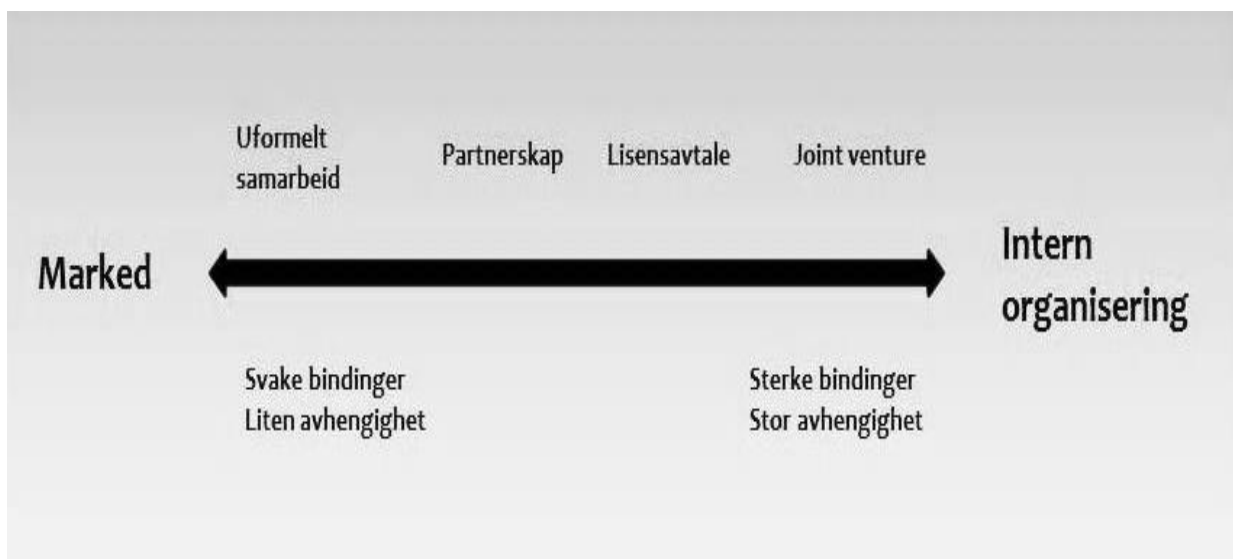 Uformelt
samarbeid
Partnerskap
Lisensavtale
Joint venture
Marked
Intern
organisering
Svake bindinger
Liten avhengighet
Sterke bindinger
Stor avhengighet